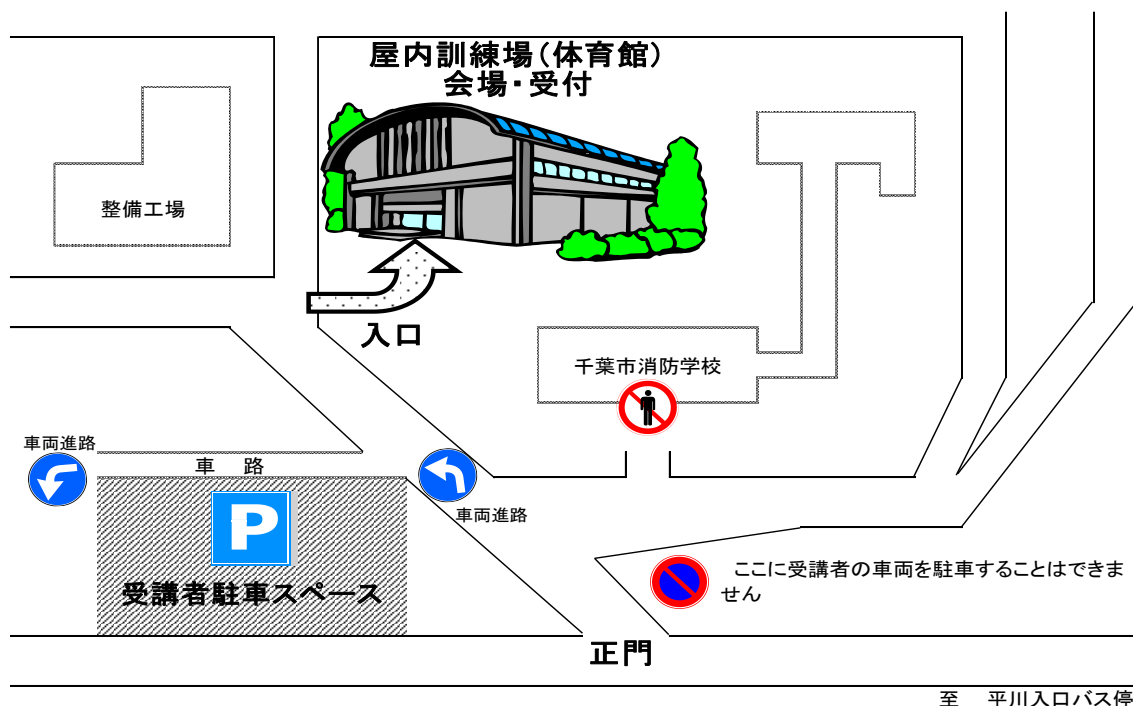 屋内訓練場(体育館)
会場・受付
整備工場
入口
千葉市消防学校
車両進路
車　路
車両進路
P
受講者駐車スペース
ここに受講者の車両を駐車することはできま
せん
正門
至　平川入口バス停